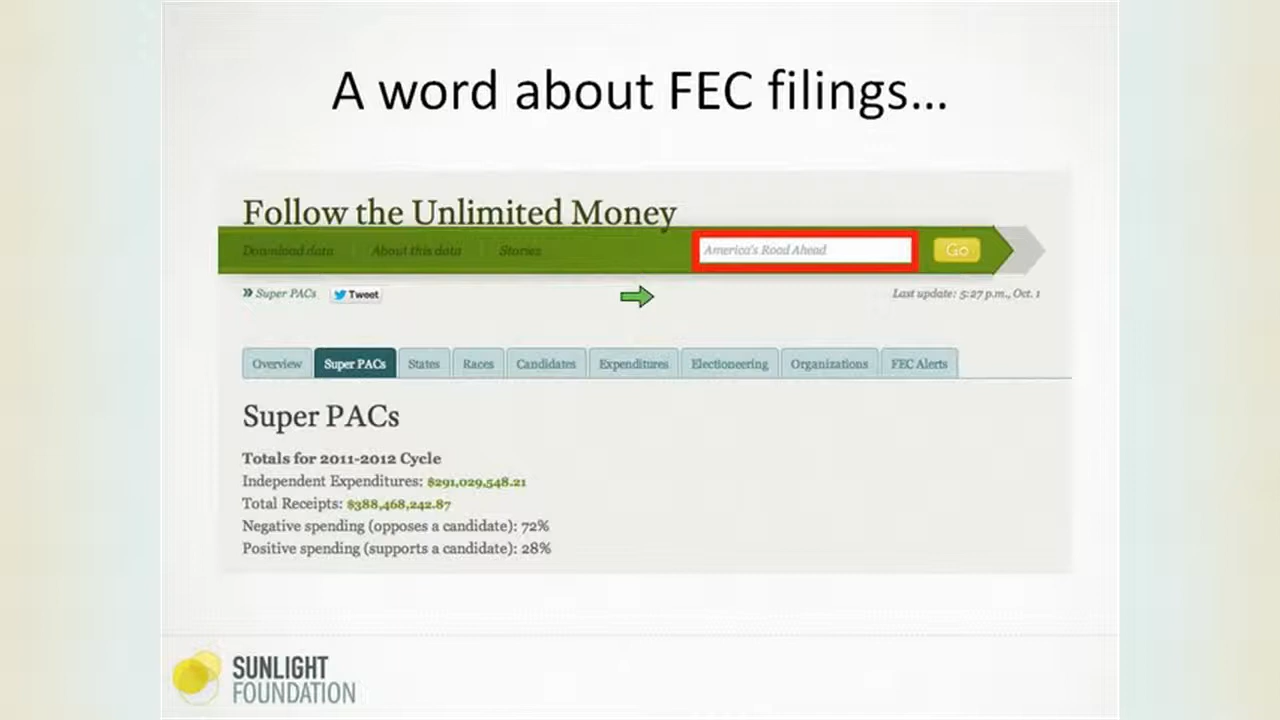 A word about FEC filings...
Follow the Unlimited Money
Download data About this data Stories America's Road Ahead Go
» Super PACs Tweet Last update: 5:27 p.m., Oct. 1
Overview Super PACs States Races Candidates Expenditures Electioneering Organizations FEC Alerts
Super PACs
Totals for 2011-2012 Cycle
Independent Expenditures: $291,029,548.21
Total Receipts: $388,468,242.87
Negative spending (opposes a candidate): 72%
Positive spending (supports a candidate): 28%
SUNLIGHT
FOUNDATION